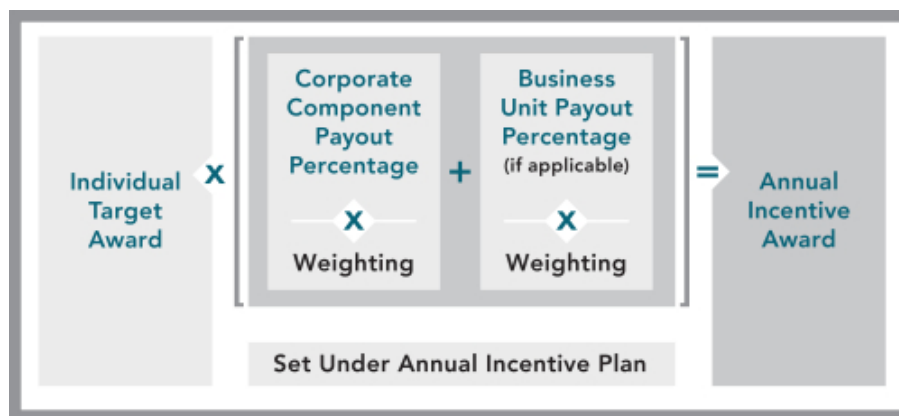 Individual
Target
Award
x
Corporate
Component
Payout
Percentage
x
Weighting
+
Business
Unit Payout
Percentage
(if applicable)
x
Weighting
=
Annual
Incentive
Award
Set Under Annual Incentive Plan